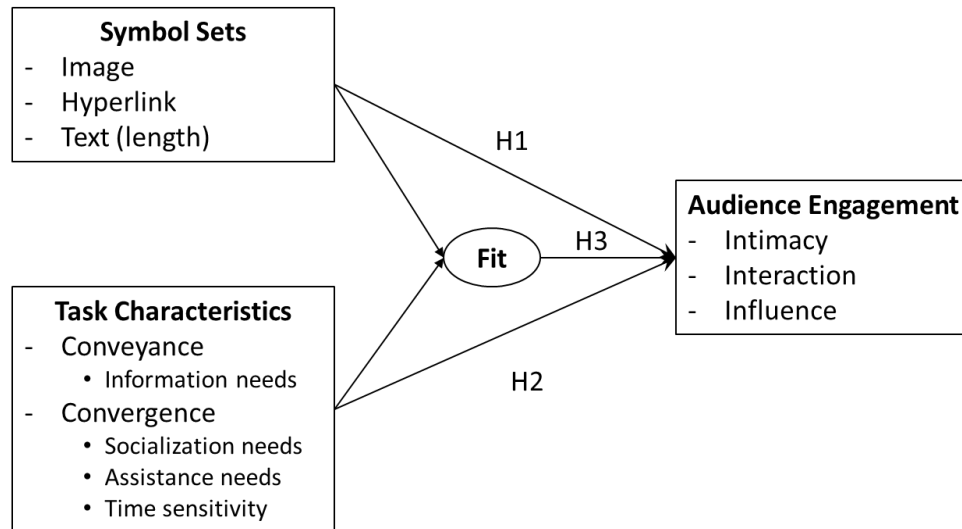 Symbol Sets
- Image
- Hyperlink
- Text (length)
H1
Audience Engagement
- Intimacy
- Interaction
- Influence
Fit
H3
Task Characteristics
- Conveyance
• Information needs
- Convergence
• Socialization needs
• Assistance needs
• Time sensitivity
H2